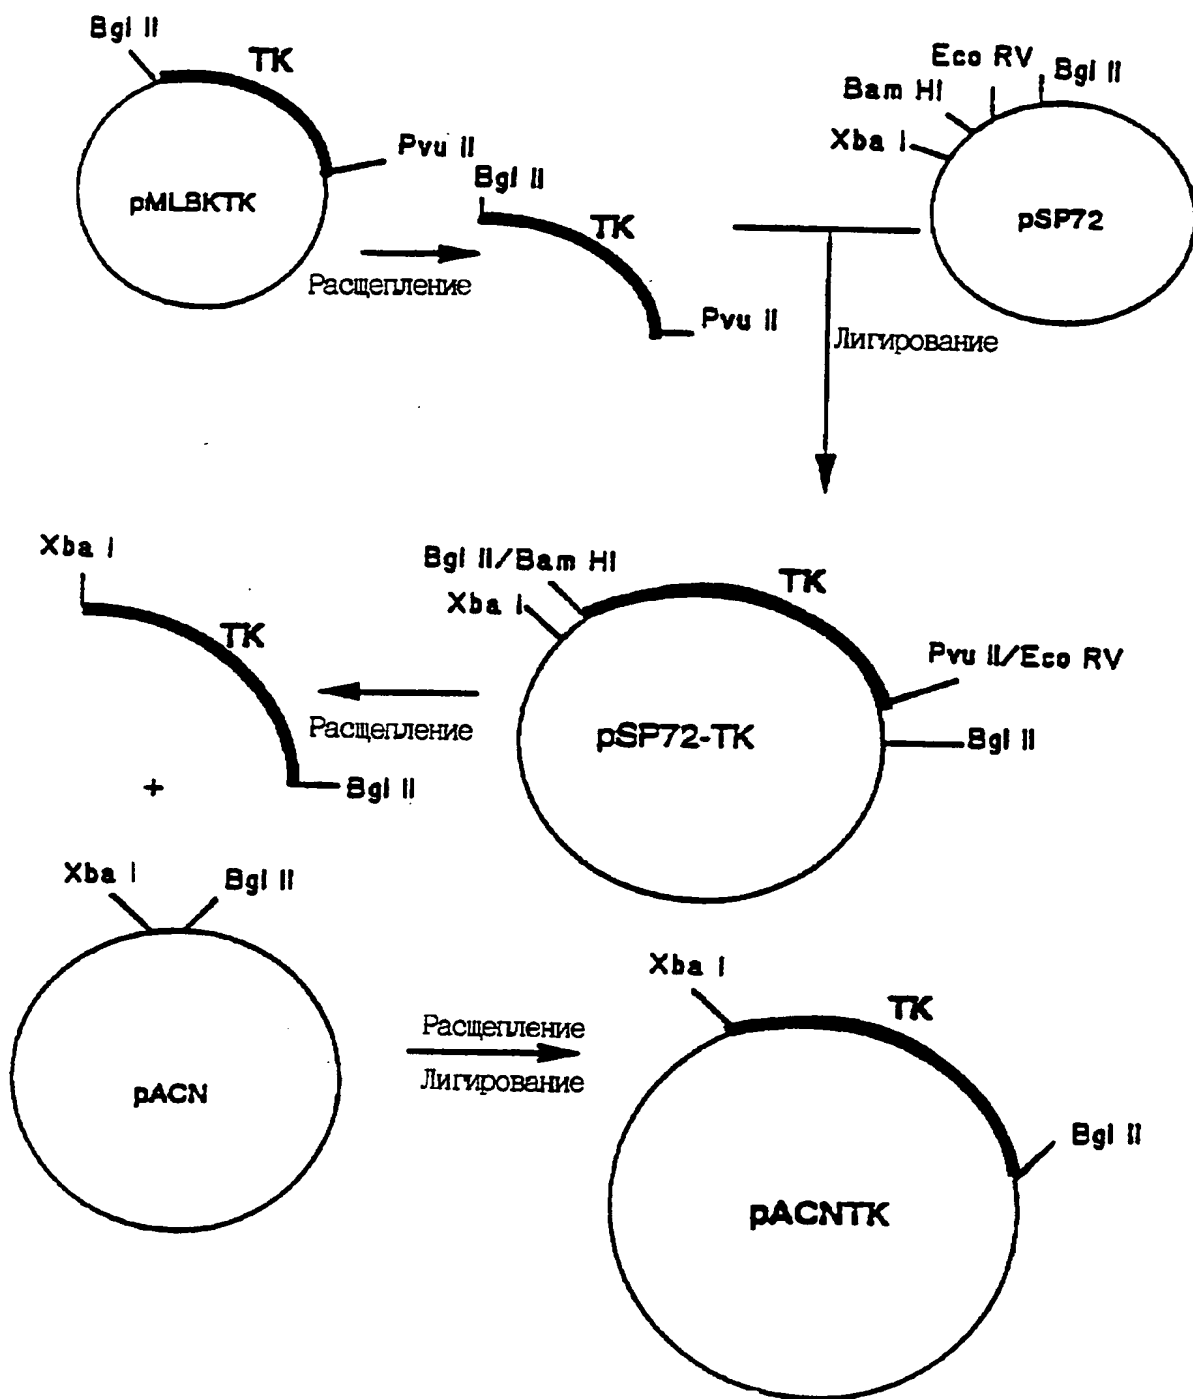 Bgl II
TK
Pvu II
pMLBKTK
Расщепление
Bgl II
TK
Pvu II
Eco RV
Bgl II
Bam HI
Xba I
pSP72
Лигирование
Xba I
TK
Bgl II
Расщепление
Bgl II/Bam HI
Xba I
TK
Pvu II/Eco RV
Bgl II
pSP72-TK
+
Xba I
Bgl II
pACN
Расщепление
Лигирование
Xba I
TK
Bgl II
pACNTK